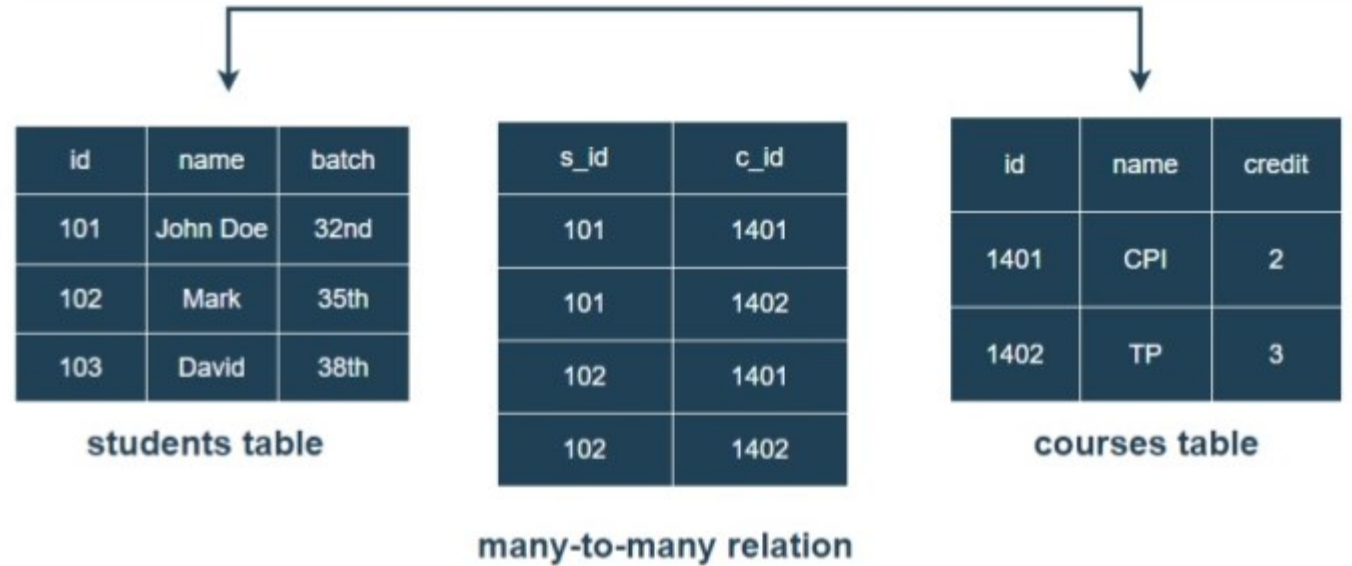 id name batch
101 John Doe 32nd
102 Mark 35th
103 David 38th
students table
s_id c_id
101 1401
101 1402
102 1401
102 1402
many-to-many relation
id name credit
1401 CPI 2
1402 TP 3
courses table